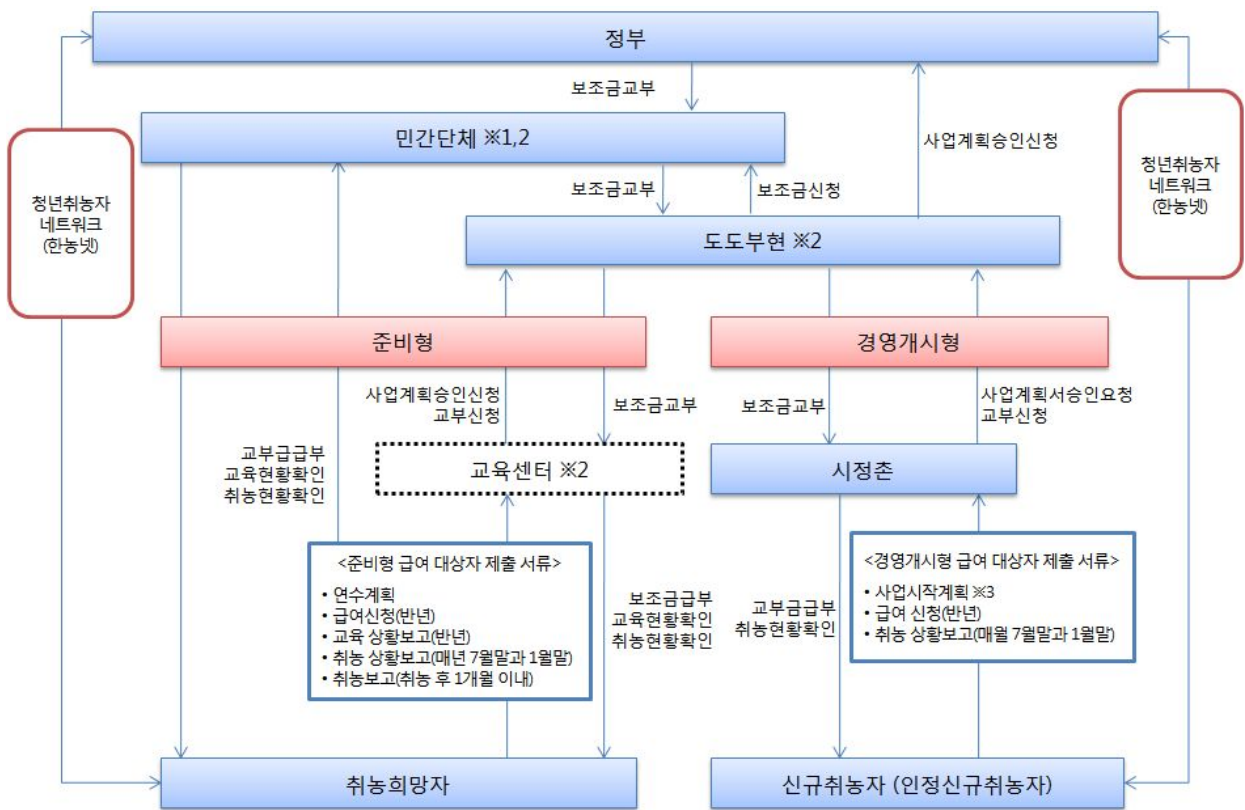 정부
보조금교부
민간단체 ※1,2
사업계획승인신청
청년취농자
네트워크
(한농넷)
청년취농자
네트워크
(한농넷)
보조금교부
보조금신청
도도부현 ※2
준비형
경영개시형
사업계획승인신청
교부신청
보조금교부
보조금교부
사업계획서승인요청
교부신청
교부급급부
교육현황확인
취농현황확인
교육센터 ※2
시정촌
<준비형 급여 대상자 제출 서류>
• 연수계획
• 급여신청(반년)
• 교육 상황보고(반년)
• 취농 상황보고(매년 7월말과 1월말)
• 취농보고(취농 후 1개월 이내)
보조금급부
교육현황확인
취농현황확인
교부금급부
취농현황확인
<경영개시형 급여 대상자 제출 서류>
• 사업시작계획 ※3
• 급여 신청(반년)
• 취농 상황보고(매월 7월말과 1월말)
취농희망자
신규취농자 (인정신규취농자)